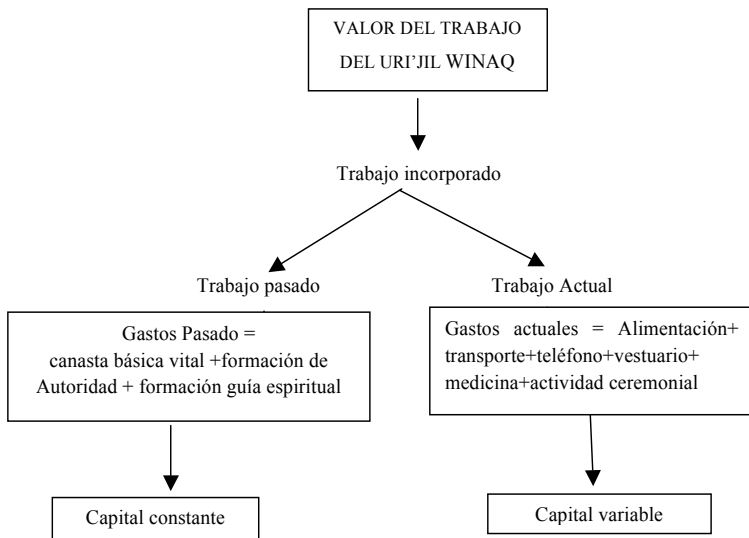 VALOR DEL TRABAJO
DEL URI’JIL WINAQ
Trabajo incorporado
Trabajo pasado
Gastos Pasado =
canasta básica vital +formación de
Autoridad + formación guía espiritual
Capital constante
Trabajo Actual
Gastos actuales = Alimentación+
transporte+teléfono+vestuario+
medicina+actividad ceremonial
Capital variable